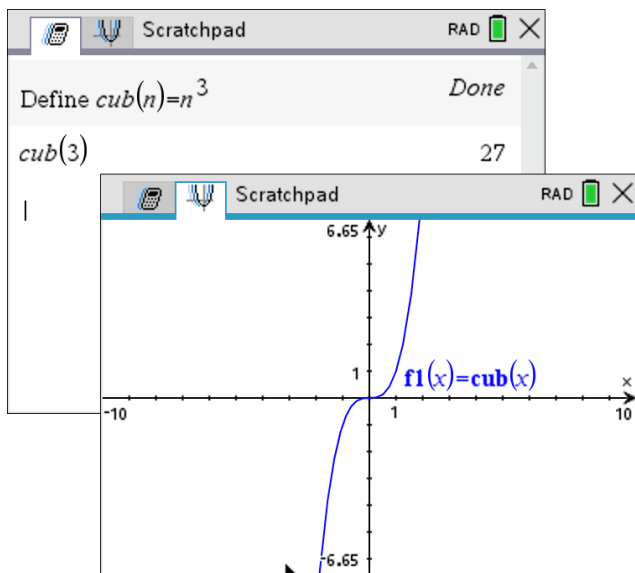 Scratchpad RAD
Define cub(n)=n³ Done
cub(3) 27
Scratchpad RAD
6.65 y
1 f1(x)=cub(x)
x
-10 1 10
-6.65